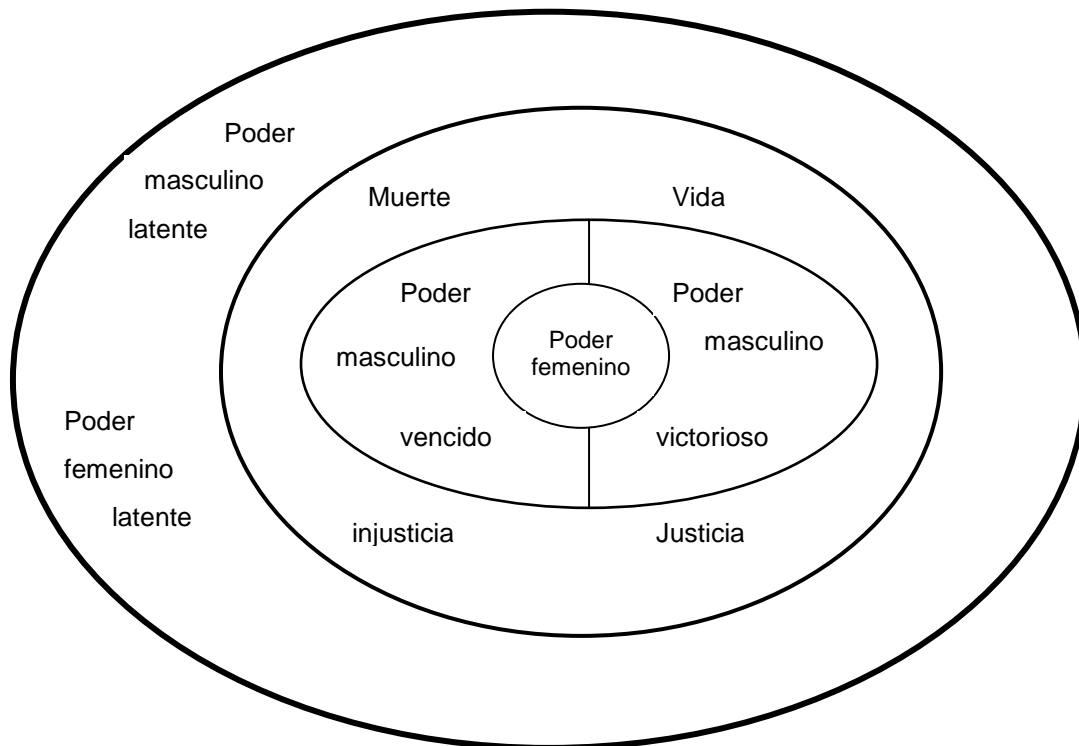 Poder
masculino
latente
Muerte
Vida
Poder
masculino
vencido
Poder
femenino
Poder
masculino
victorioso
Poder
femenino
latente
injusticia
Justicia